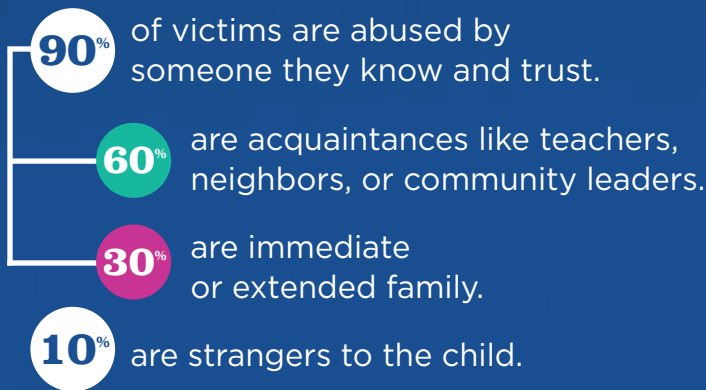 90% of victims are abused by
someone they know and trust.
60% are acquaintances like teachers,
neighbors, or community leaders.
30% are immediate
or extended family.
10% are strangers to the child.